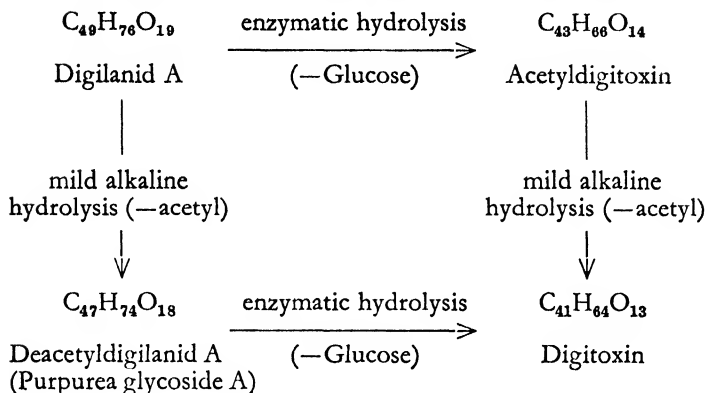 C₄₉H₇₆O₁₉ enzymatic hydrolysis C₄₃H₆₆O₁₄
Digilanid A (—Glucose) Acetyldigitoxin
mild alkaline mild alkaline
hydrolysis (—acetyl) hydrolysis (—acetyl)
C₄₇H₇₄O₁₈ enzymatic hydrolysis C₄₁H₆₄O₁₃
Deacetyldigilanid A (—Glucose) Digitoxin
(Purpurea glycoside A)